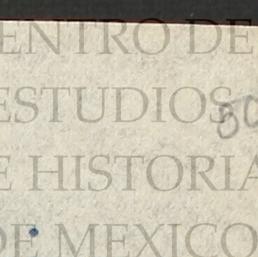 ENTRO DE
ESTUDIOS
E HISTORIA
DE MEXICO